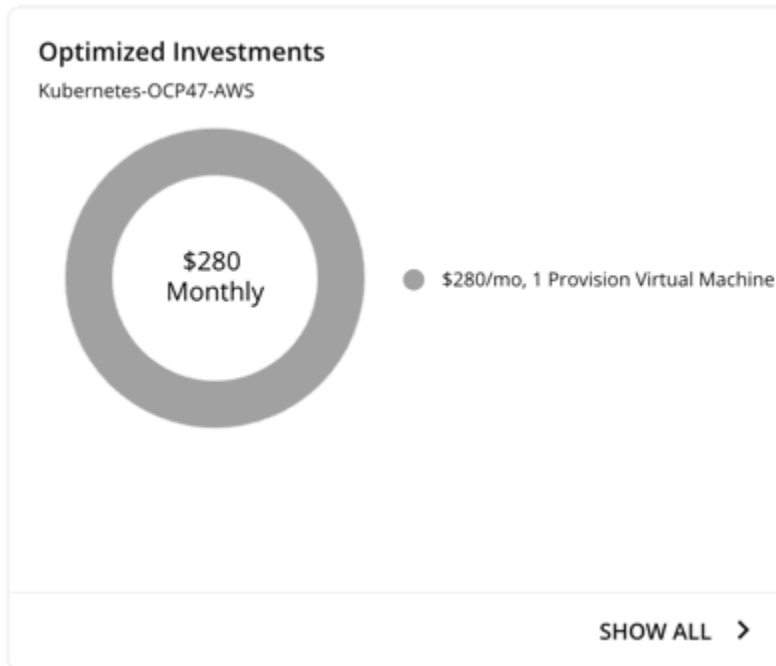 Optimized Investments
Kubernetes-OCP47-AWS
$280
Monthly
$280/mo, 1 Provision Virtual Machine
SHOW ALL